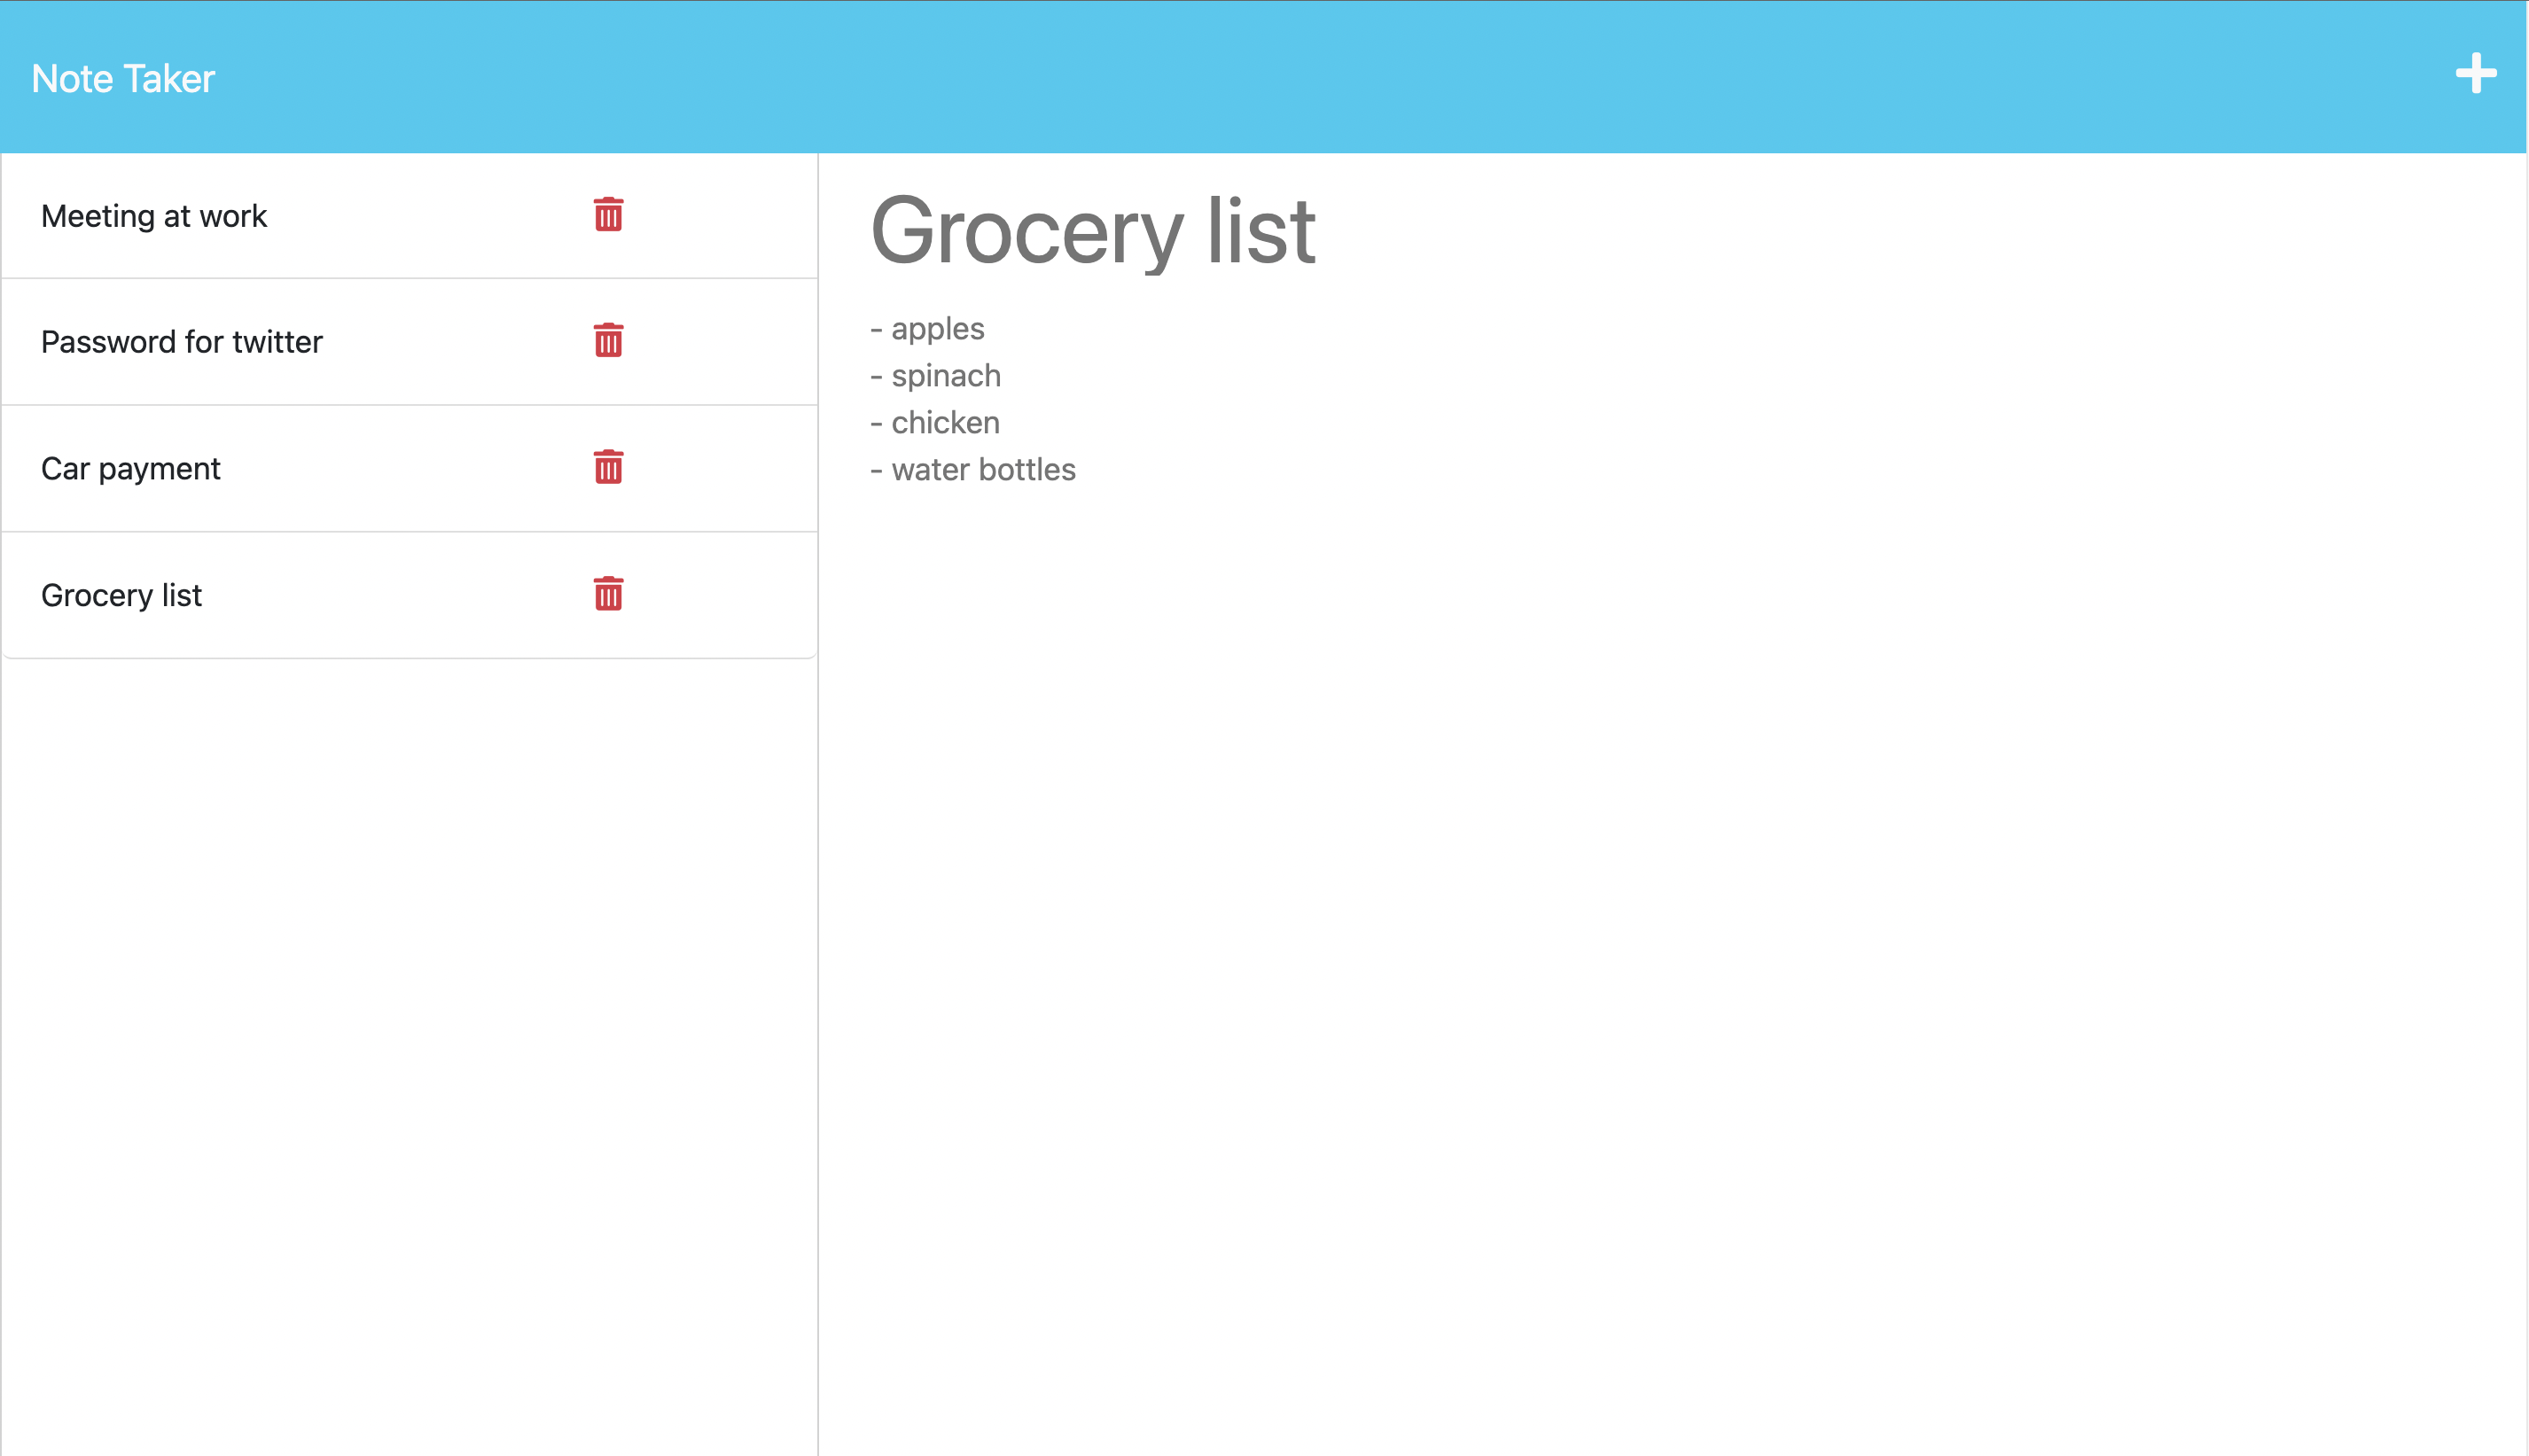 Note Taker
Meeting at work
Password for twitter
Car payment
Grocery list
Grocery list
- apples
- spinach
- chicken
- water bottles